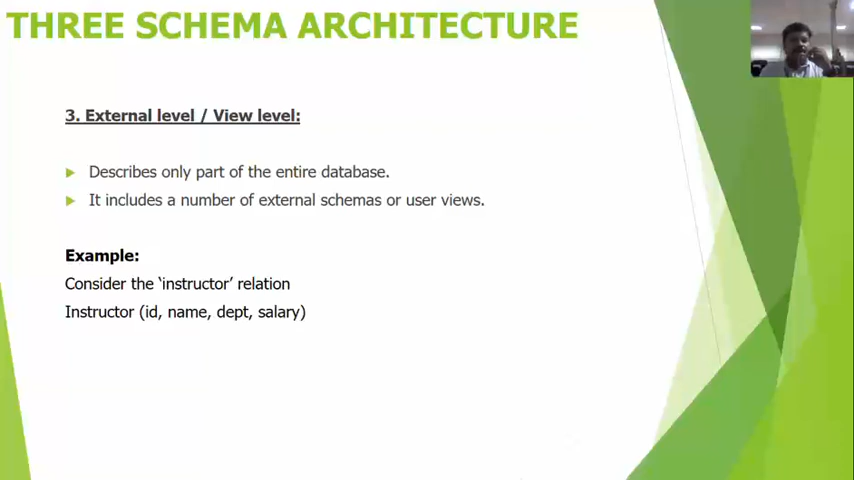 THREE SCHEMA ARCHITECTURE
3. External level / View level:
Describes only part of the entire database.
It includes a number of external schemas or user views.
Example:
Consider the ‘instructor’ relation
Instructor (id, name, dept, salary)